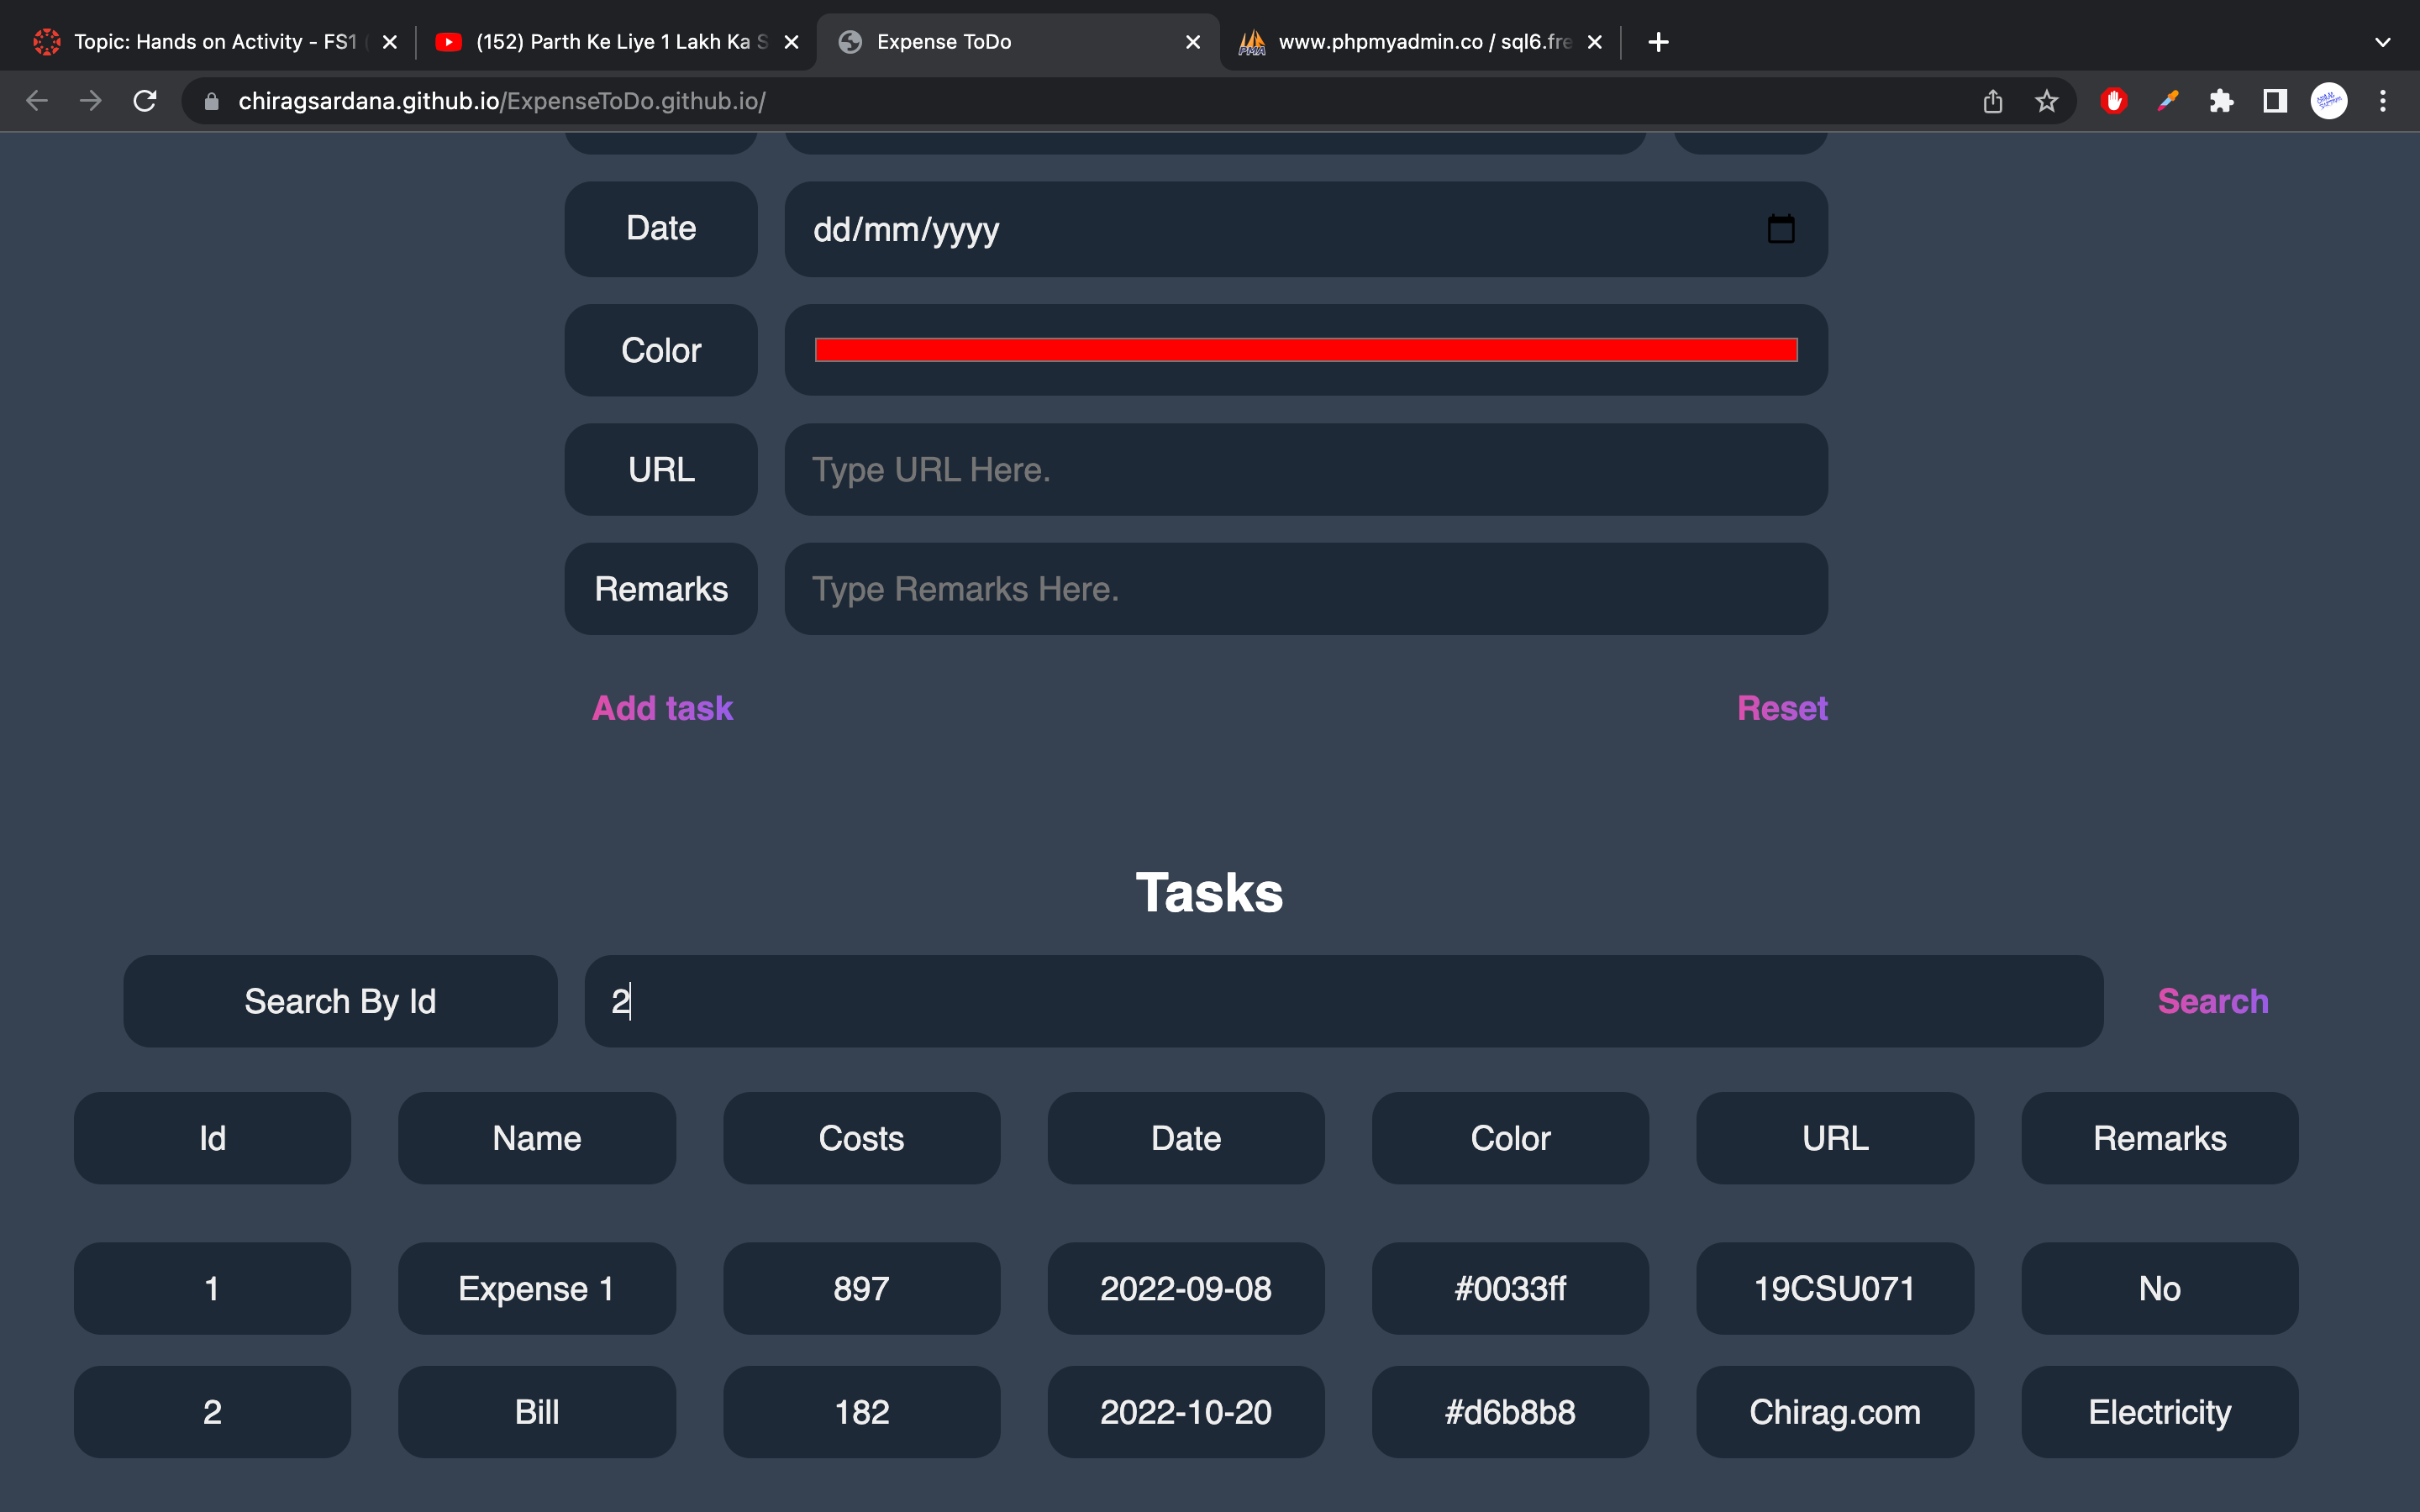 Topic: Hands on Activity - FS1
(152) Parth Ke Liye 1 Lakh Ka S
Expense ToDo
www.phpmyadmin.co / sql6.fre
chiragsardana.github.io/ExpenseToDo.github.io/
Date
dd/mm/yyyy
Color
URL
Type URL Here.
Remarks
Type Remarks Here.
Add task
Reset
Tasks
Search By Id
2
Search
Id Name Costs Date Color URL Remarks
1 Expense 1 897 2022-09-08 #0033ff 19CSU071 No
2 Bill 182 2022-10-20 #d6b8b8 Chirag.com Electricity